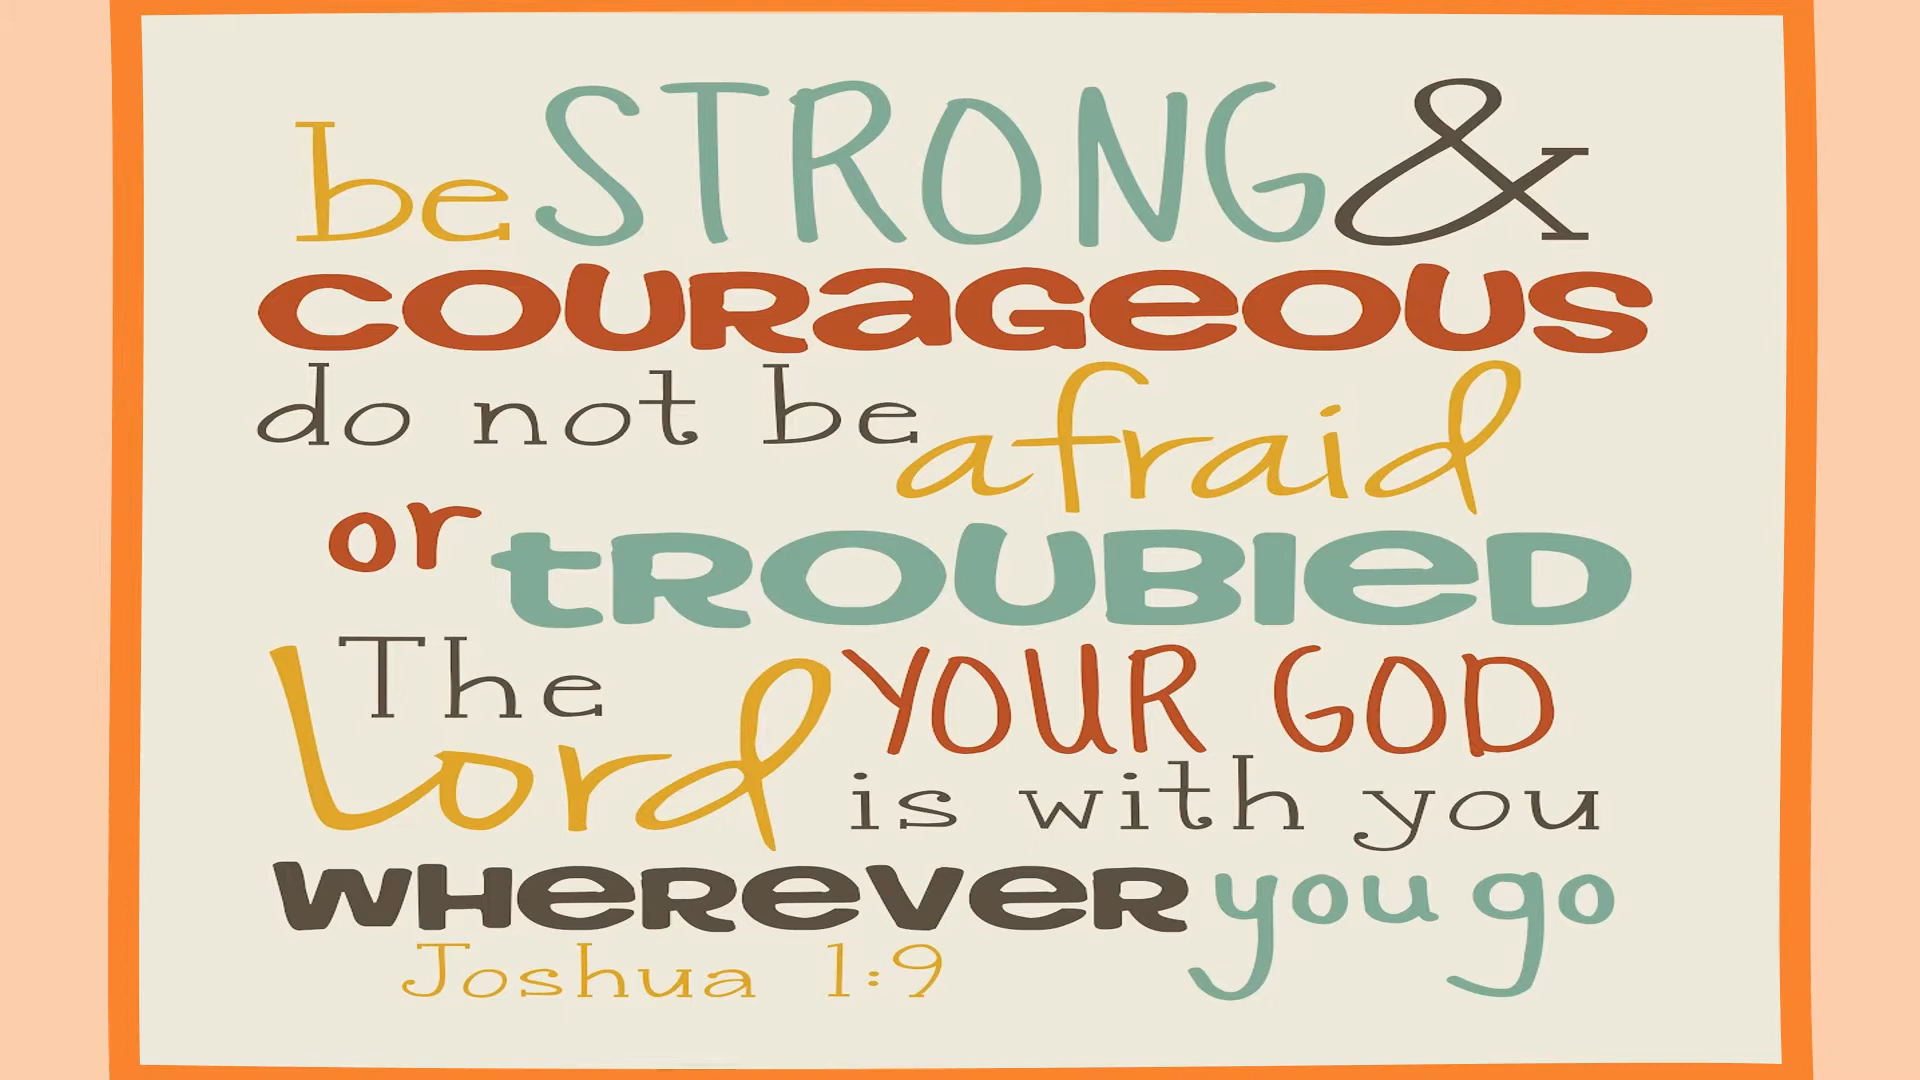 be STRONG &
couraGeous
do not be afraid
or tROUBlED
The Lord YOUR GOD
is with you
wHeREVER you go
Joshua 1:9